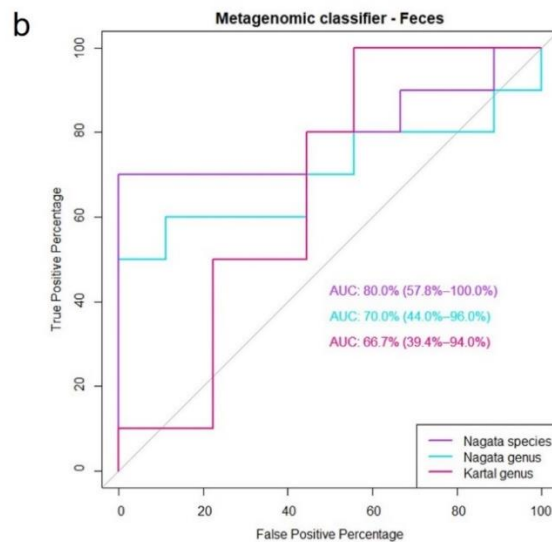 b
Metagenomic classifier - Feces
True Positive Percentage
100
80
60
40
20
0
AUC: 80.0% (57.8%–100.0%)
AUC: 70.0% (44.0%–96.0%)
AUC: 66.7% (39.4%–94.0%)
Nagata species
Nagata genus
Kartal genus
0 20 40 60 80 100
False Positive Percentage